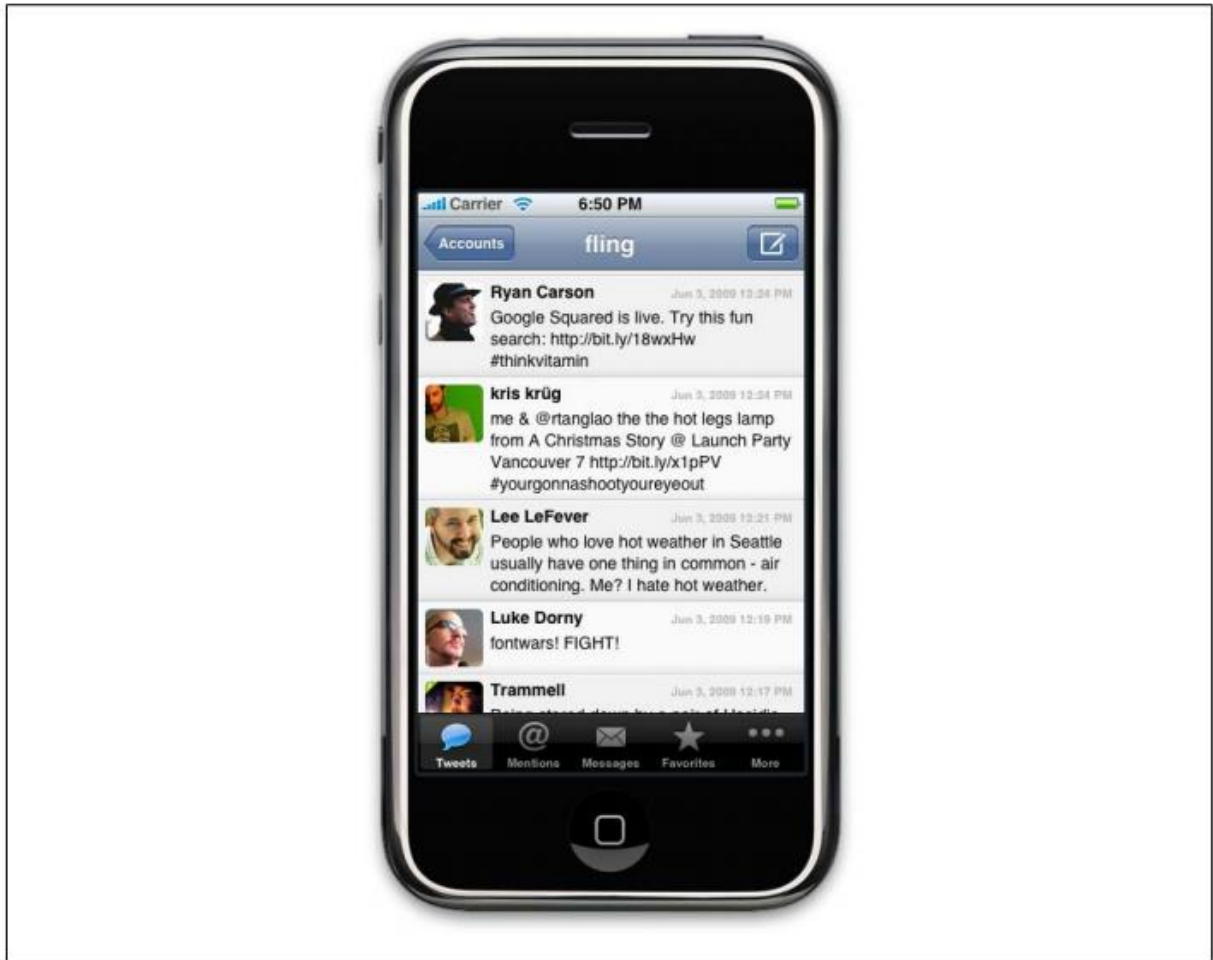 Carrier 6:50 PM
Accounts fling
Ryan Carson Jun 3, 2009 12:24 PM
Google Squared is live. Try this fun
search: http://bit.ly/18wxHw
#thinkvitamin
kris krüg Jun 3, 2009 12:24 PM
me & @rtanglao the the hot legs lamp
from A Christmas Story @ Launch Party
Vancouver 7 http://bit.ly/x1pPV
#yourgonnashootyoureyeout
Lee LeFever Jun 3, 2009 12:21 PM
People who love hot weather in Seattle
usually have one thing in common - air
conditioning. Me? I hate hot weather.
Luke Dorny Jun 3, 2009 12:19 PM
fontwars! FIGHT!
Trammell Jun 3, 2009 12:17 PM
Tweets Mentions Messages Favorites More